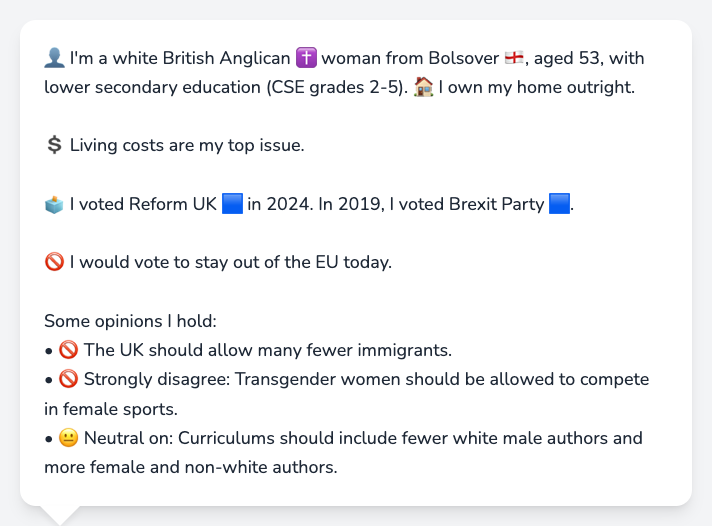 👤 I'm a white British Anglican ✝️ woman from Bolsover 🏴󠁧󠁢󠁥󠁮󠁧󠁿, aged 53, with
lower secondary education (CSE grades 2-5). 🏠 I own my home outright.
💲 Living costs are my top issue.
🗳️ I voted Reform UK 🟦 in 2024. In 2019, I voted Brexit Party 🟦.
🚫 I would vote to stay out of the EU today.
Some opinions I hold:
• 🚫 The UK should allow many fewer immigrants.
• 🚫 Strongly disagree: Transgender women should be allowed to compete
in female sports.
• 😐 Neutral on: Curriculums should include fewer white male authors and
more female and non-white authors.